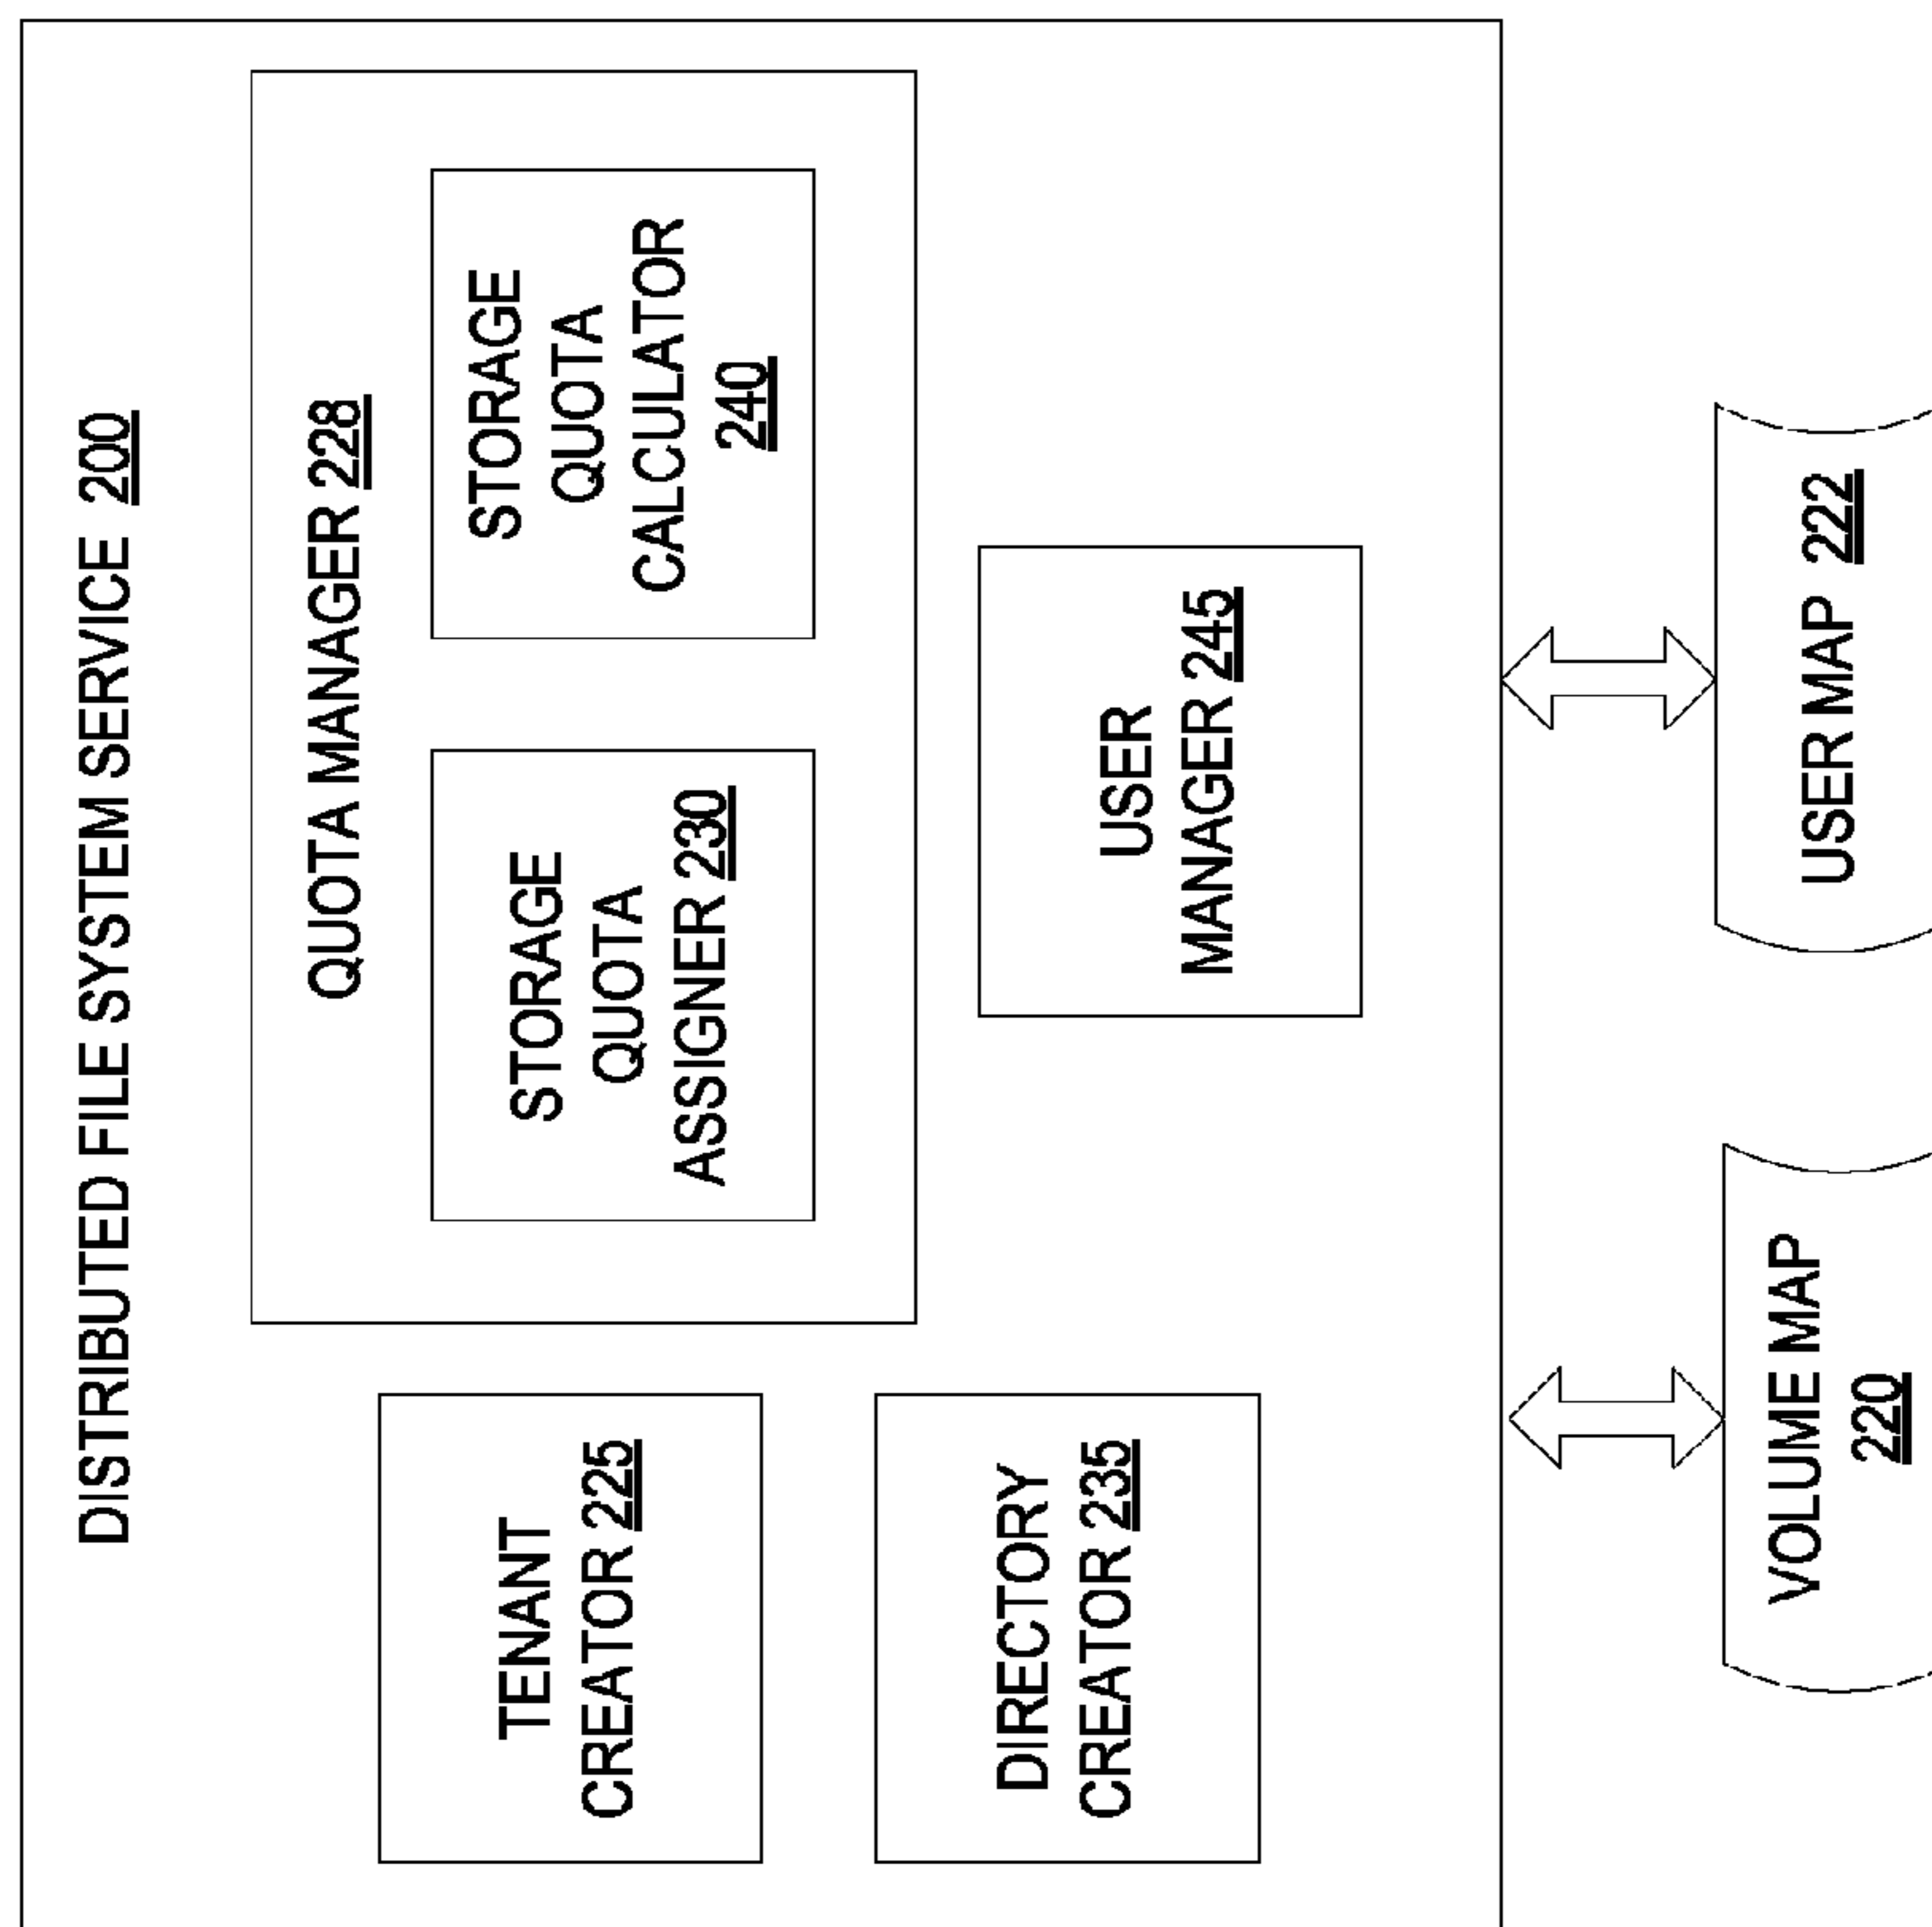 DISTRIBUTED FILE SYSTEM SERVICE 200
QUOTA MANAGER 228
TENANT
CREATOR 225
STORAGE
QUOTA
ASSIGNER 230
STORAGE
QUOTA
CALCULATOR
240
DIRECTORY
CREATOR 235
USER
MANAGER 245
VOLUME MAP
220
USER MAP 222